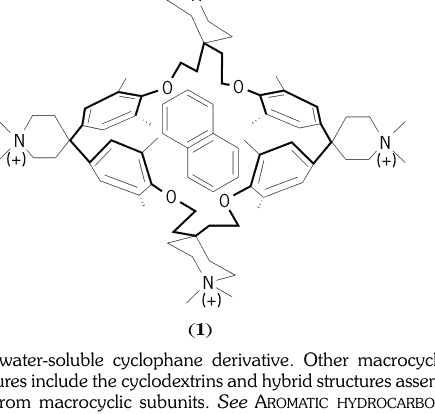 O O
N N
(+) (+)
O O
N
(+)
(1)
water-soluble cyclophane derivative. Other macrocycl
ures include the cyclodextrins and hybrid structures assem
rom macrocyclic subunits. See AROMATIC HYDROCARBO